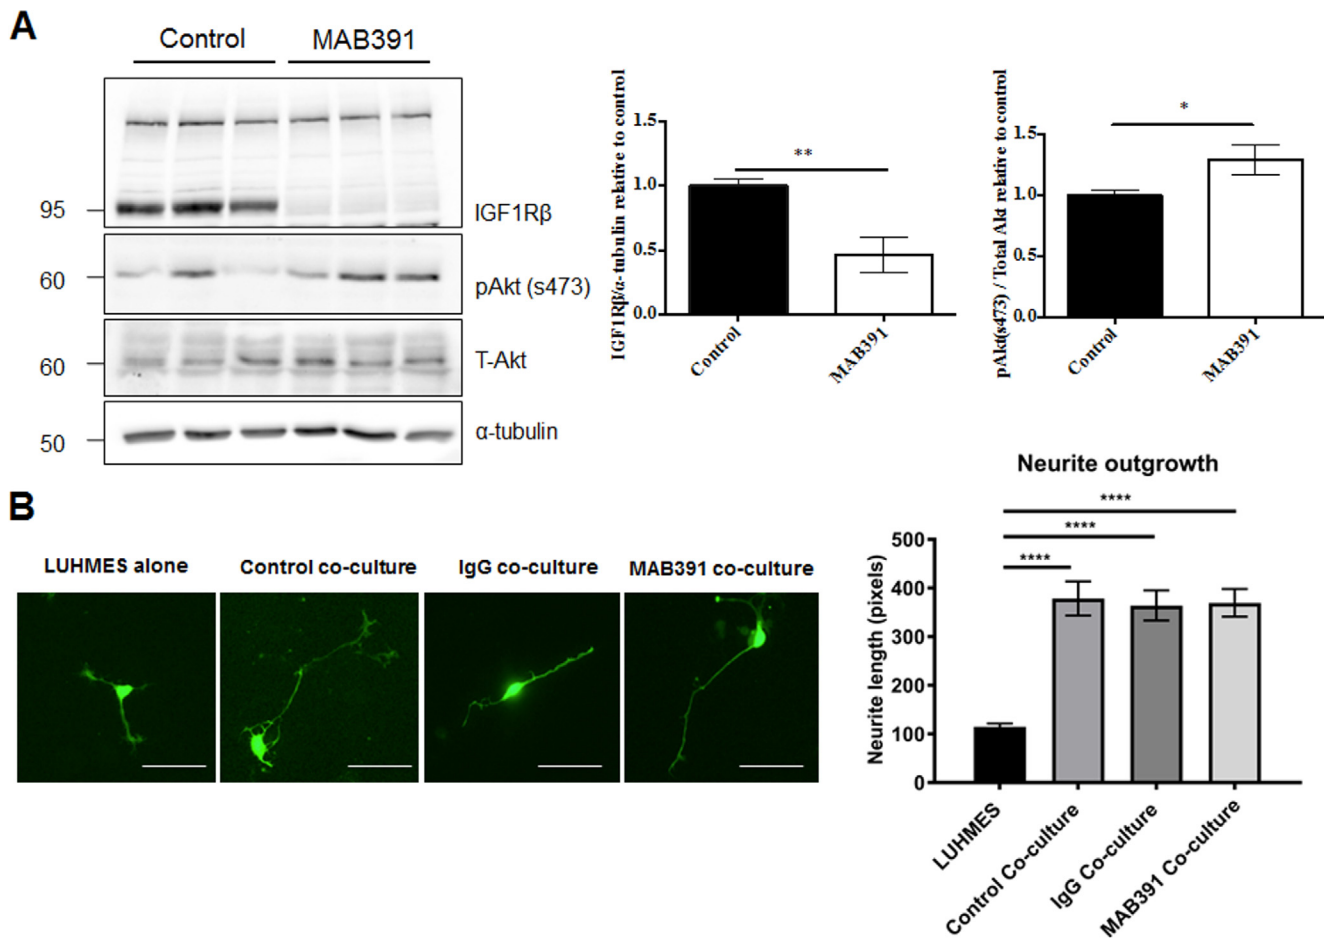 A
Control
MAB391
95
IGF1Rβ
60
pAkt (s473)
60
T-Akt
50
α-tubulin
IGF1Rβ/α-tubulin relative to control
1.5
1.0
0.5
0.0
**
Control
MAB391
pAkt(s473) / Total Akt relative to control
1.5
1.0
0.5
0.0
*
Control
MAB391
B
LUHMES alone
Control co-culture
IgG co-culture
MAB391 co-culture
Neurite outgrowth
****
****
****
Neurite length (pixels)
500
400
300
200
100
0
LUHMES
Control Co-culture
IgG Co-culture
MAB391 Co-culture